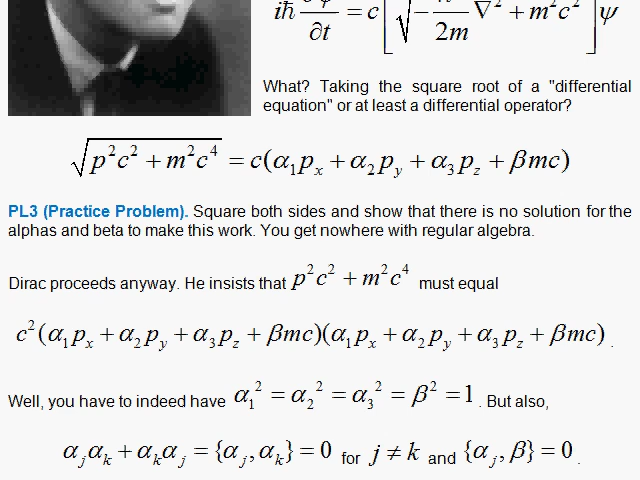 iħ ∂ψ/∂t = c[√(−ħ²/2m ∇² + m²c²)]ψ
What? Taking the square root of a "differential
equation" or at least a differential operator?
√(p²c² + m²c⁴) = c(α₁pₓ + α₂p_y + α₃p_z + βmc)
PL3 (Practice Problem). Square both sides and show that there is no solution for the
alphas and beta to make this work. You get nowhere with regular algebra.
Dirac proceeds anyway. He insists that p²c² + m²c⁴ must equal
c²(α₁pₓ + α₂p_y + α₃p_z + βmc)(α₁pₓ + α₂p_y + α₃p_z + βmc) .
Well, you have to indeed have α₁² = α₂² = α₃² = β² = 1 . But also,
α_jα_k + α_kα_j = {α_j, α_k} = 0 for j ≠ k and {α_j, β} = 0 .